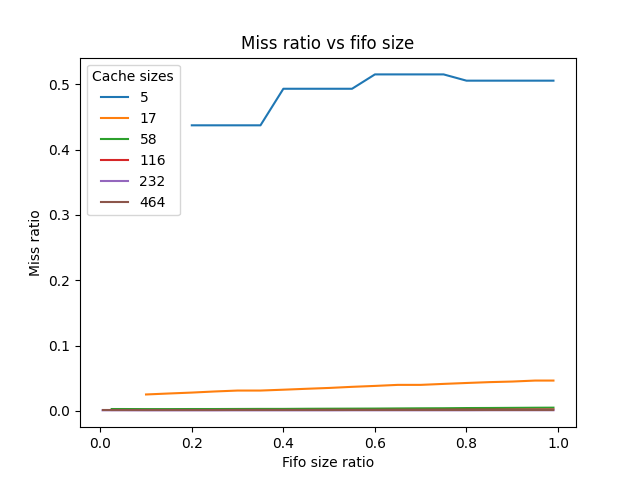 Miss ratio vs fifo size
Cache sizes
5
17
58
116
232
464
Miss ratio
0.5
0.4
0.3
0.2
0.1
0.0
0.0 0.2 0.4 0.6 0.8 1.0
Fifo size ratio